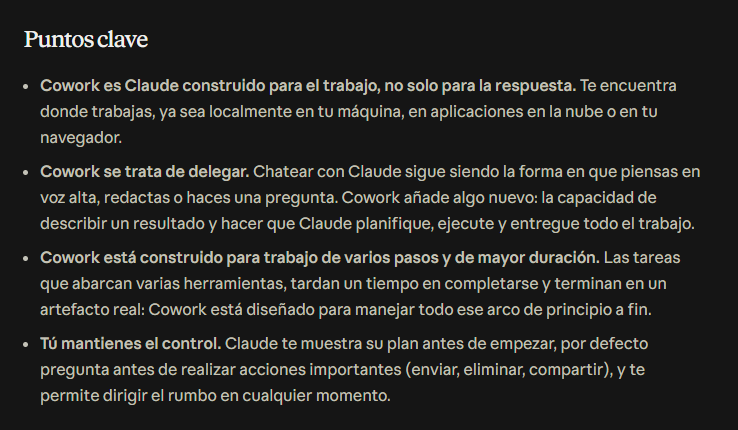 Puntos clave
• Cowork es Claude construido para el trabajo, no solo para la respuesta. Te encuentra
donde trabajas, ya sea localmente en tu máquina, en aplicaciones en la nube o en tu
navegador.
• Cowork se trata de delegar. Chatear con Claude sigue siendo la forma en que piensas en
voz alta, redactas o haces una pregunta. Cowork añade algo nuevo: la capacidad de
describir un resultado y hacer que Claude planifique, ejecute y entregue todo el trabajo.
• Cowork está construido para trabajo de varios pasos y de mayor duración. Las tareas
que abarcan varias herramientas, tardan un tiempo en completarse y terminan en un
artefacto real: Cowork está diseñado para manejar todo ese arco de principio a fin.
• Tú mantienes el control. Claude te muestra su plan antes de empezar, por defecto
pregunta antes de realizar acciones importantes (enviar, eliminar, compartir), y te
permite dirigir el rumbo en cualquier momento.